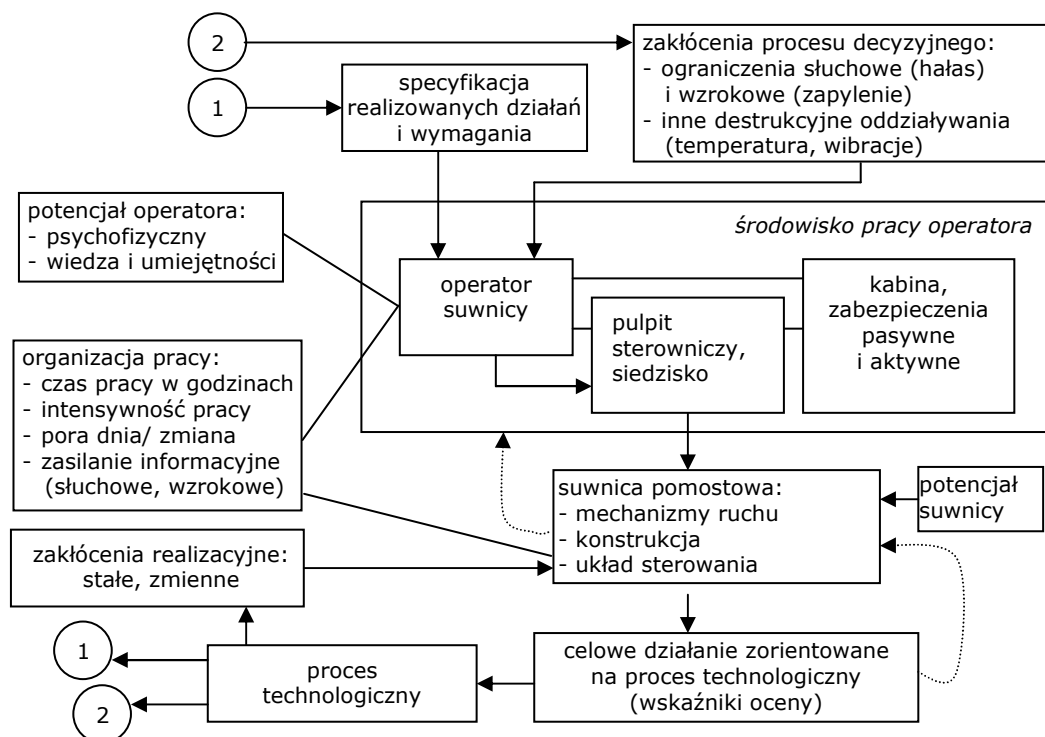 2
zakłócenia procesu decyzyjnego:
- ograniczenia słuchowe (hałas)
i wzrokowe (zapylenie)
- inne destrukcyjne oddziaływania
(temperatura, wibracje)
1
specyfikacja
realizowanych działań
i wymagania
potencjał operatora:
- psychofizyczny
- wiedza i umiejętności
środowisko pracy operatora
operator
suwnicy
pulpit
sterowniczy,
siedzisko
kabina,
zabezpieczenia
pasywne
i aktywne
organizacja pracy:
- czas pracy w godzinach
- intensywność pracy
- pora dnia/ zmiana
- zasilanie informacyjne
(słuchowe, wzrokowe)
suwnica pomostowa:
- mechanizmy ruchu
- konstrukcja
- układ sterowania
potencjał
suwnicy
zakłócenia realizacyjne:
stałe, zmienne
1
2
proces
technologiczny
celowe działanie zorientowane
na proces technologiczny
(wskaźniki oceny)